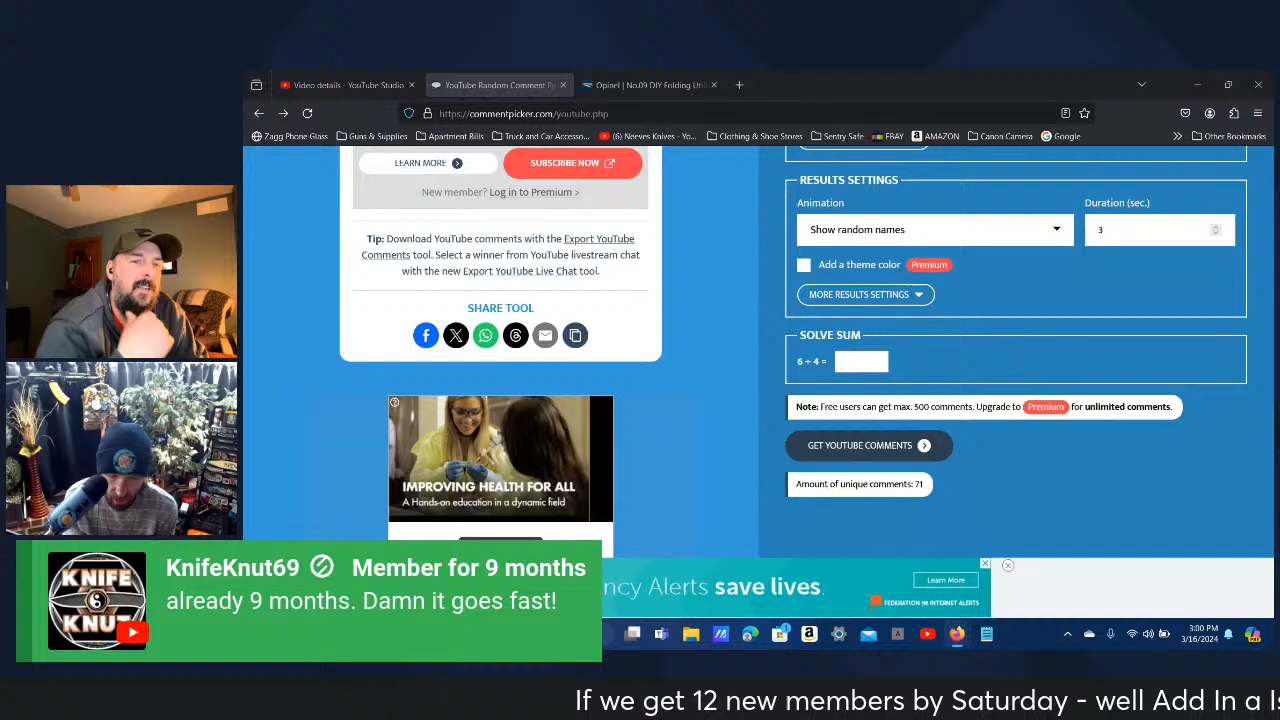 Video details - YouTube Studio
YouTube Random Comment P
Opinel | No.09 DIY Folding Util
https://commentpicker.com/youtube.php
Zagg Phone Glass
Guns & Supplies
Apartment Bills
Truck and Car Accesso...
(6) Neeves Knives - Yo...
Clothing & Shoe Stores
Sentry Safe
EBAY
AMAZON
Canon Camera
Google
Other Bookmarks
LEARN MORE
SUBSCRIBE NOW
New member? Log in to Premium >
Tip: Download YouTube comments with the Export YouTube
Comments tool. Select a winner from YouTube livestream chat
with the new Export YouTube Live Chat tool.
SHARE TOOL
IMPROVING HEALTH FOR ALL
A Hands-on education in a dynamic field
RESULTS SETTINGS
Animation
Duration (sec.)
Show random names
3
Add a theme color Premium
MORE RESULTS SETTINGS
SOLVE SUM
6 ÷ 4 =
Note: Free users can get max. 500 comments. Upgrade to Premium for unlimited comments.
GET YOUTUBE COMMENTS
Amount of unique comments: 71
KNIFE
KNUT
KnifeKnut69 Member for 9 months
already 9 months. Damn it goes fast!
ncy Alerts save lives.
Learn More
FEDERATION INTERNET ALERTS
3:00 PM
3/16/2024
If we get 12 new members by Saturday - well Add In a